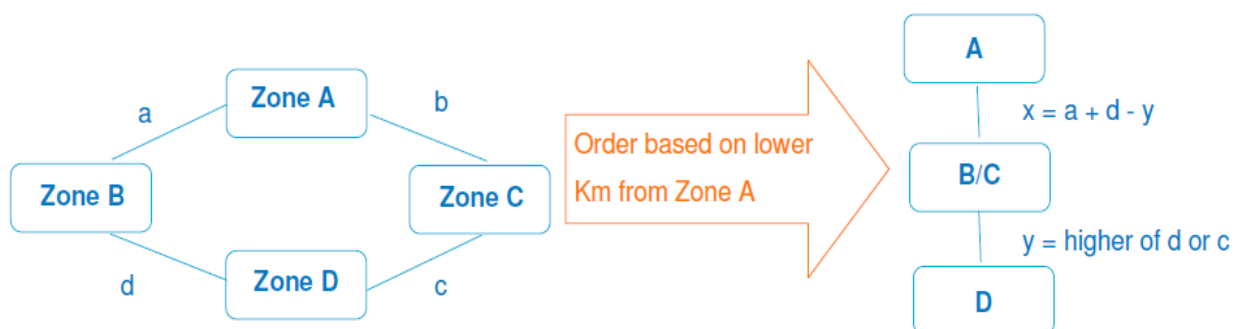 Zone A
a
b
Zone B
Zone C
d
Zone D
c
Order based on lower
Km from Zone A
A
x = a + d - y
B/C
y = higher of d or c
D